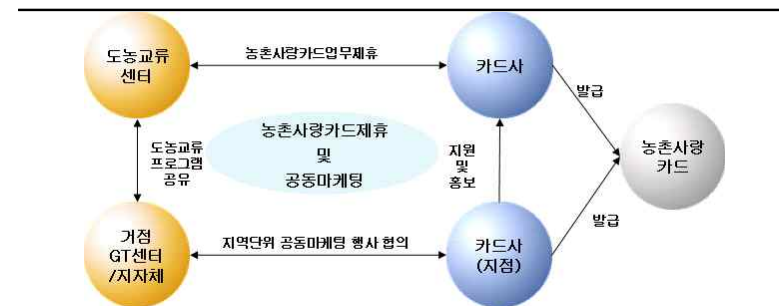 도농교류
센터
농촌사랑카드업무제휴
카드사
발급
농촌사랑카드제휴
및
공동마케팅
도농교류
프로그램
공유
지원
및
홍보
농촌사랑
카드
거점
GT센터
/지자체
지역단위 공동마케팅 행사 협의
카드사
(지점)
발급